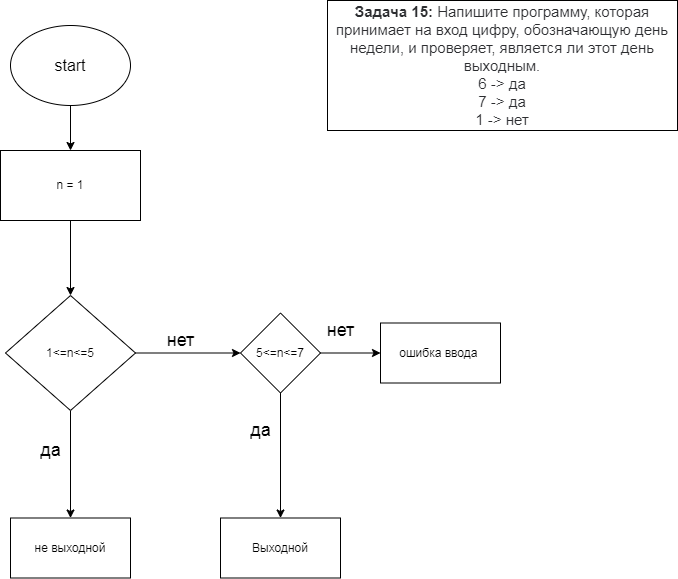 Задача 15: Напишите программу, которая
принимает на вход цифру, обозначающую день
недели, и проверяет, является ли этот день
выходным.
6 -> да
7 -> да
1 -> нет
start
n = 1
1<=n<=5
нет
5<=n<=7
нет
ошибка ввода
да
да
не выходной
Выходной